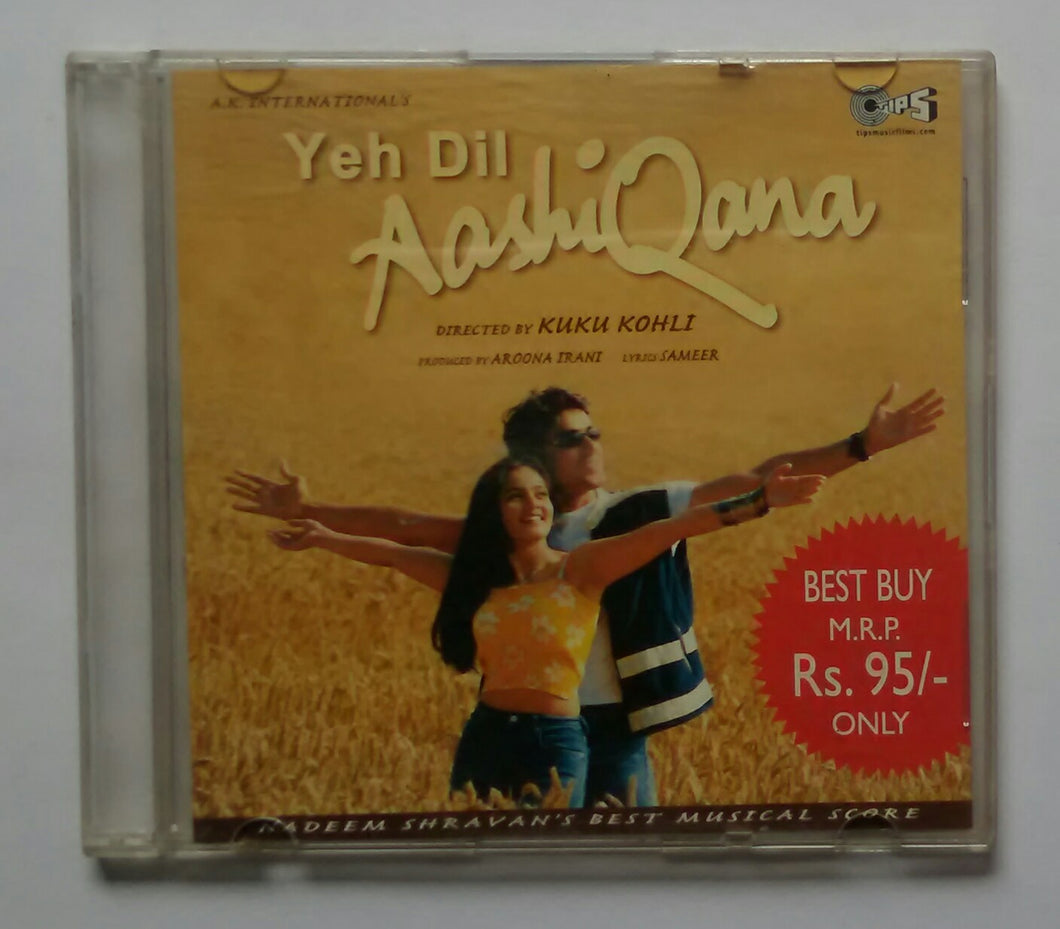 A.K. INTERNATIONAL'S
TIPS
tipsmusicfilms.com
Yeh Dil
AashiQana
DIRECTED BY KUKU KOHLI
PRODUCED BY AROONA IRANI LYRICS SAMEER
BEST BUY
M.R.P.
Rs. 95/-
ONLY
NADEEM SHRAVAN'S BEST MUSICAL SCORE